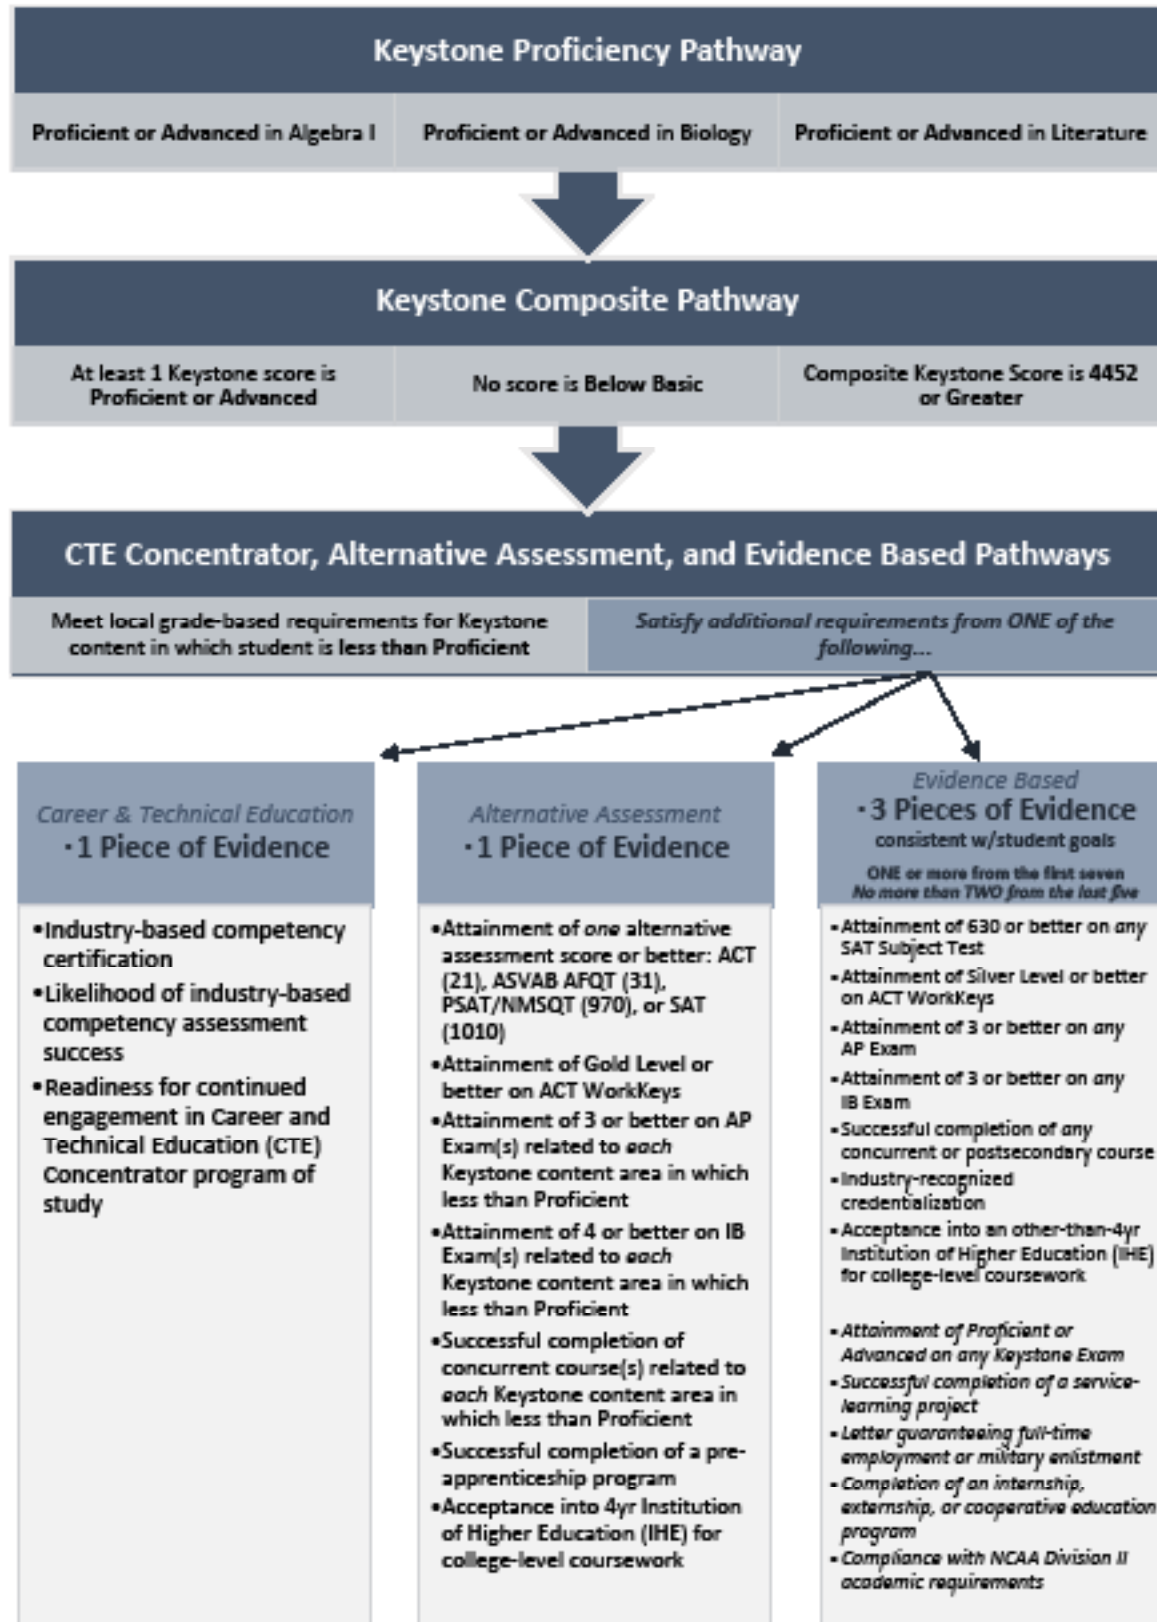 Keystone Proficiency Pathway
Proficient or Advanced in Algebra I
Proficient or Advanced in Biology
Proficient or Advanced in Literature
Keystone Composite Pathway
At least 1 Keystone score is
Proficient or Advanced
No score is Below Basic
Composite Keystone Score is 4452
or Greater
CTE Concentrator, Alternative Assessment, and Evidence Based Pathways
Meet local grade-based requirements for Keystone
content in which student is less than Proficient
Satisfy additional requirements from ONE of the
following...
Career & Technical Education
· 1 Piece of Evidence
•Industry-based competency
certification
•Likelihood of industry-based
competency assessment
success
•Readiness for continued
engagement in Career and
Technical Education (CTE)
Concentrator program of
study
Alternative Assessment
· 1 Piece of Evidence
•Attainment of one alternative
assessment score or better: ACT
(21), ASVAB AFQT (31),
PSAT/NMSQT (970), or SAT
(1010)
•Attainment of Gold Level or
better on ACT WorkKeys
•Attainment of 3 or better on AP
Exam(s) related to each
Keystone content area in which
less than Proficient
•Attainment of 4 or better on IB
Exam(s) related to each
Keystone content area in which
less than Proficient
•Successful completion of
concurrent course(s) related to
each Keystone content area in
which less than Proficient
•Successful completion of a pre-
apprenticeship program
•Acceptance into 4yr Institution
of Higher Education (IHE) for
college-level coursework
Evidence Based
· 3 Pieces of Evidence
consistent w/student goals
ONE or more from the first seven
No more than TWO from the last five
•Attainment of 630 or better on any
SAT Subject Test
•Attainment of Silver Level or better
on ACT WorkKeys
•Attainment of 3 or better on any
AP Exam
•Attainment of 3 or better on any
IB Exam
•Successful completion of any
concurrent or postsecondary course
•Industry-recognized
credentialization
•Acceptance into an other-than-4yr
Institution of Higher Education (IHE)
for college-level coursework
•Attainment of Proficient or
Advanced on any Keystone Exam
•Successful completion of a service-
learning project
•Letter guaranteeing full-time
employment or military enlistment
•Completion of an internship,
externship, or cooperative education
program
•Compliance with NCAA Division II
academic requirements